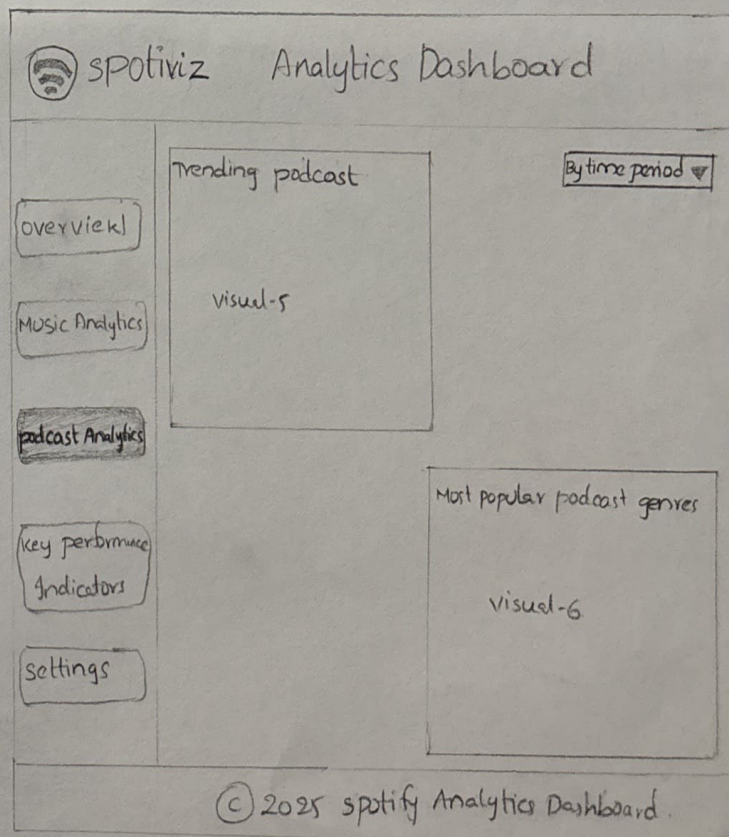 spotiviz Analytics Dashboard
Trending podcast
By time period
overview
Music Analytics
visual-5
podcast Analytics
Most popular podcast genres
Key performance
Indicators
visual-6
settings
© 2025 spotify Analytics Dashboard.